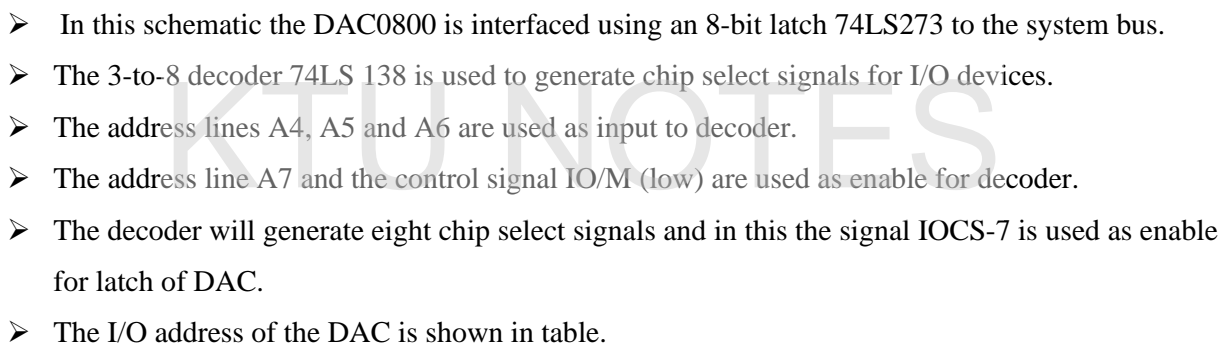 ➢ In this schematic the DAC0800 is interfaced using an 8-bit latch 74LS273 to the system bus.
➢ The 3-to-8 decoder 74LS 138 is used to generate chip select signals for I/O devices.
KTU NOTES
➢ The address lines A4, A5 and A6 are used as input to decoder.
➢ The address line A7 and the control signal IO/M (low) are used as enable for decoder.
➢ The decoder will generate eight chip select signals and in this the signal IOCS-7 is used as enable
for latch of DAC.
➢ The I/O address of the DAC is shown in table.